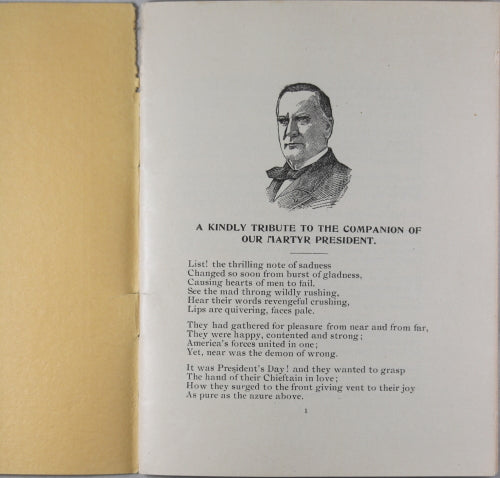 A KINDLY TRIBUTE TO THE COMPANION OF
OUR MARTYR PRESIDENT.
List! the thrilling note of sadness
Changed so soon from burst of gladness,
Causing hearts of men to fail.
See the mad throng wildly rushing,
Hear their words revengeful crushing,
Lips are quivering, faces pale.
They had gathered for pleasure from near and from far,
They were happy, contented and strong;
America's forces united in one;
Yet, near was the demon of wrong.
It was President's Day! and they wanted to grasp
The hand of their Chieftain in love;
How they surged to the front giving vent to their joy
As pure as the azure above.
1